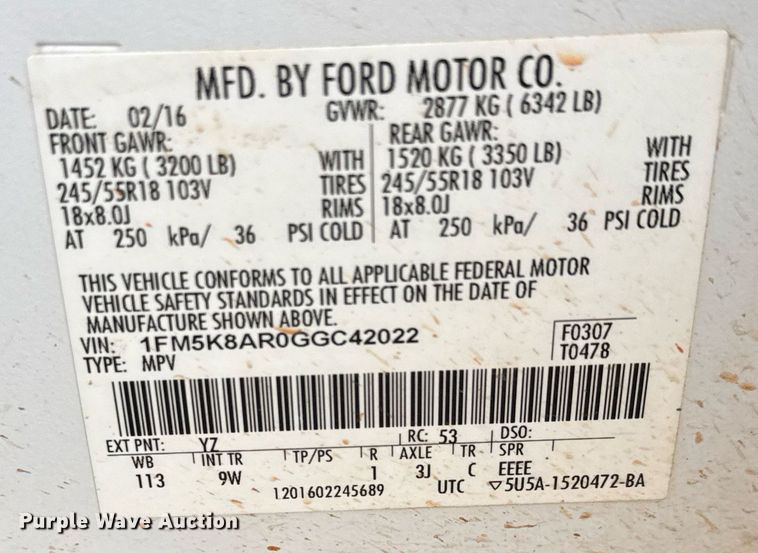 MFD. BY FORD MOTOR CO.
DATE: 02/16 GVWR: 2877 KG ( 6342 LB)
FRONT GAWR: REAR GAWR:
1452 KG ( 3200 LB) WITH 1520 KG ( 3350 LB) WITH
245/55R18 103V TIRES 245/55R18 103V TIRES
18x8.0J RIMS 18x8.0J RIMS
AT 250 kPa/ 36 PSI COLD AT 250 kPa/ 36 PSI COLD
THIS VEHICLE CONFORMS TO ALL APPLICABLE FEDERAL MOTOR
VEHICLE SAFETY STANDARDS IN EFFECT ON THE DATE OF
MANUFACTURE SHOWN ABOVE.
VIN: 1FM5K8AR0GGC42022 F0307
TYPE: MPV T0478
EXT PNT: YZ RC: 53 DSO:
WB INT TR TP/PS R AXLE TR SPR
113 9W 1 3J C EEEE
1201602245689 UTC ▽5U5A-1520472-BA
Purple Wave Auction